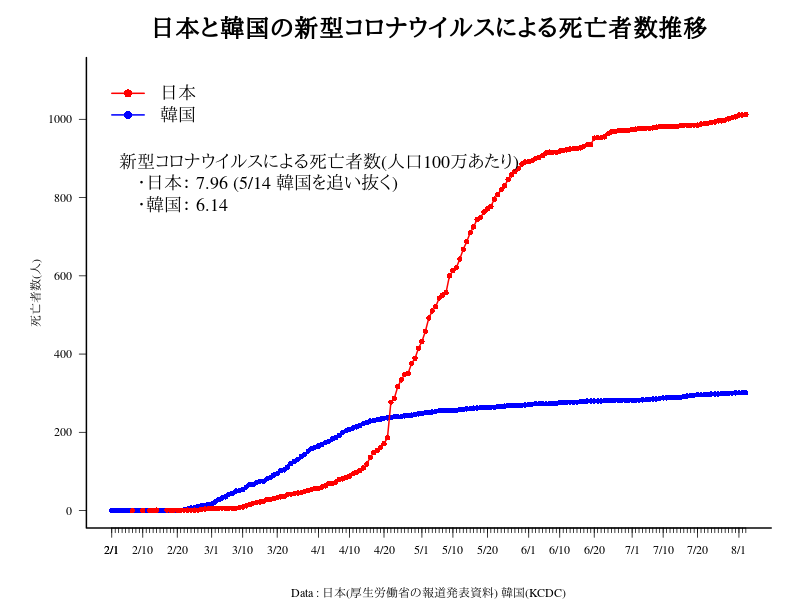 日本と韓国の新型コロナウイルスによる死亡者数推移
日本
韓国
新型コロナウイルスによる死亡者数(人口100万あたり)
・日本: 7.96 (5/14 韓国を追い抜く)
・韓国: 6.14
死亡者数(人)
1000
800
600
400
200
0
2/1 2/10 2/20 3/1 3/10 3/20 4/1 4/10 4/20 5/1 5/10 5/20 6/1 6/10 6/20 7/1 7/10 7/20 8/1
Data : 日本(厚生労働省の報道発表資料) 韓国(KCDC)